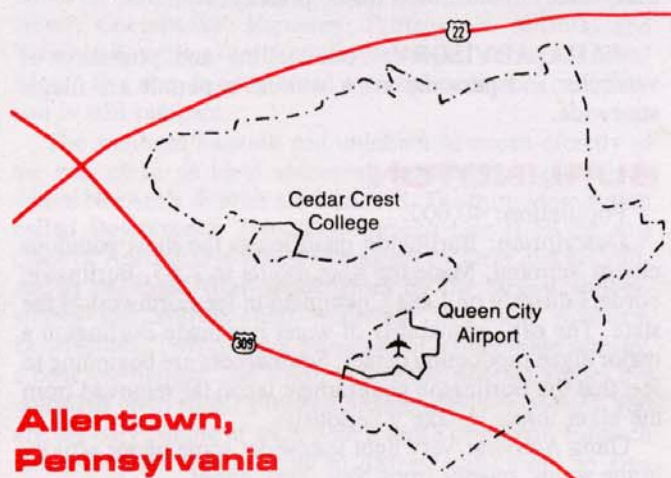 22
Cedar Crest
College
Queen City
Airport
309
Allentown,
Pennsylvania